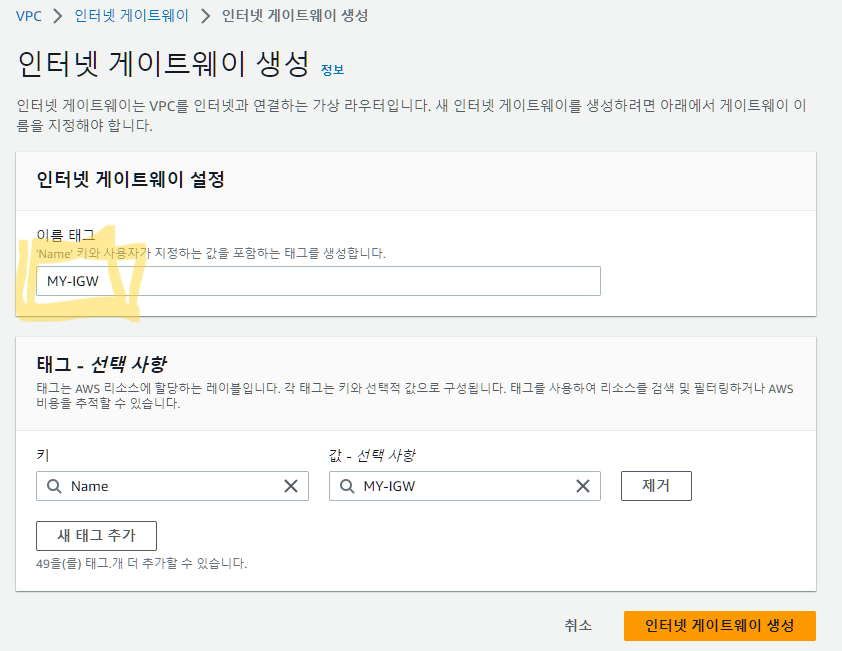 VPC > 인터넷 게이트웨이 > 인터넷 게이트웨이 생성
인터넷 게이트웨이 생성 정보
인터넷 게이트웨이는 VPC를 인터넷과 연결하는 가상 라우터입니다. 새 인터넷 게이트웨이를 생성하려면 아래에서 게이트웨이 이
름을 지정해야 합니다.
인터넷 게이트웨이 설정
이름 태그
'Name' 키와 사용자가 지정하는 값을 포함하는 태그를 생성합니다.
MY-IGW
태그 - 선택 사항
태그는 AWS 리소스에 할당하는 레이블입니다. 각 태그는 키와 선택적 값으로 구성됩니다. 태그를 사용하여 리소스를 검색 및 필터링하거나 AWS
비용을 추적할 수 있습니다.
키 값 - 선택 사항
Name MY-IGW 제거
새 태그 추가
49을(를) 태그.개 더 추가할 수 있습니다.
취소 인터넷 게이트웨이 생성